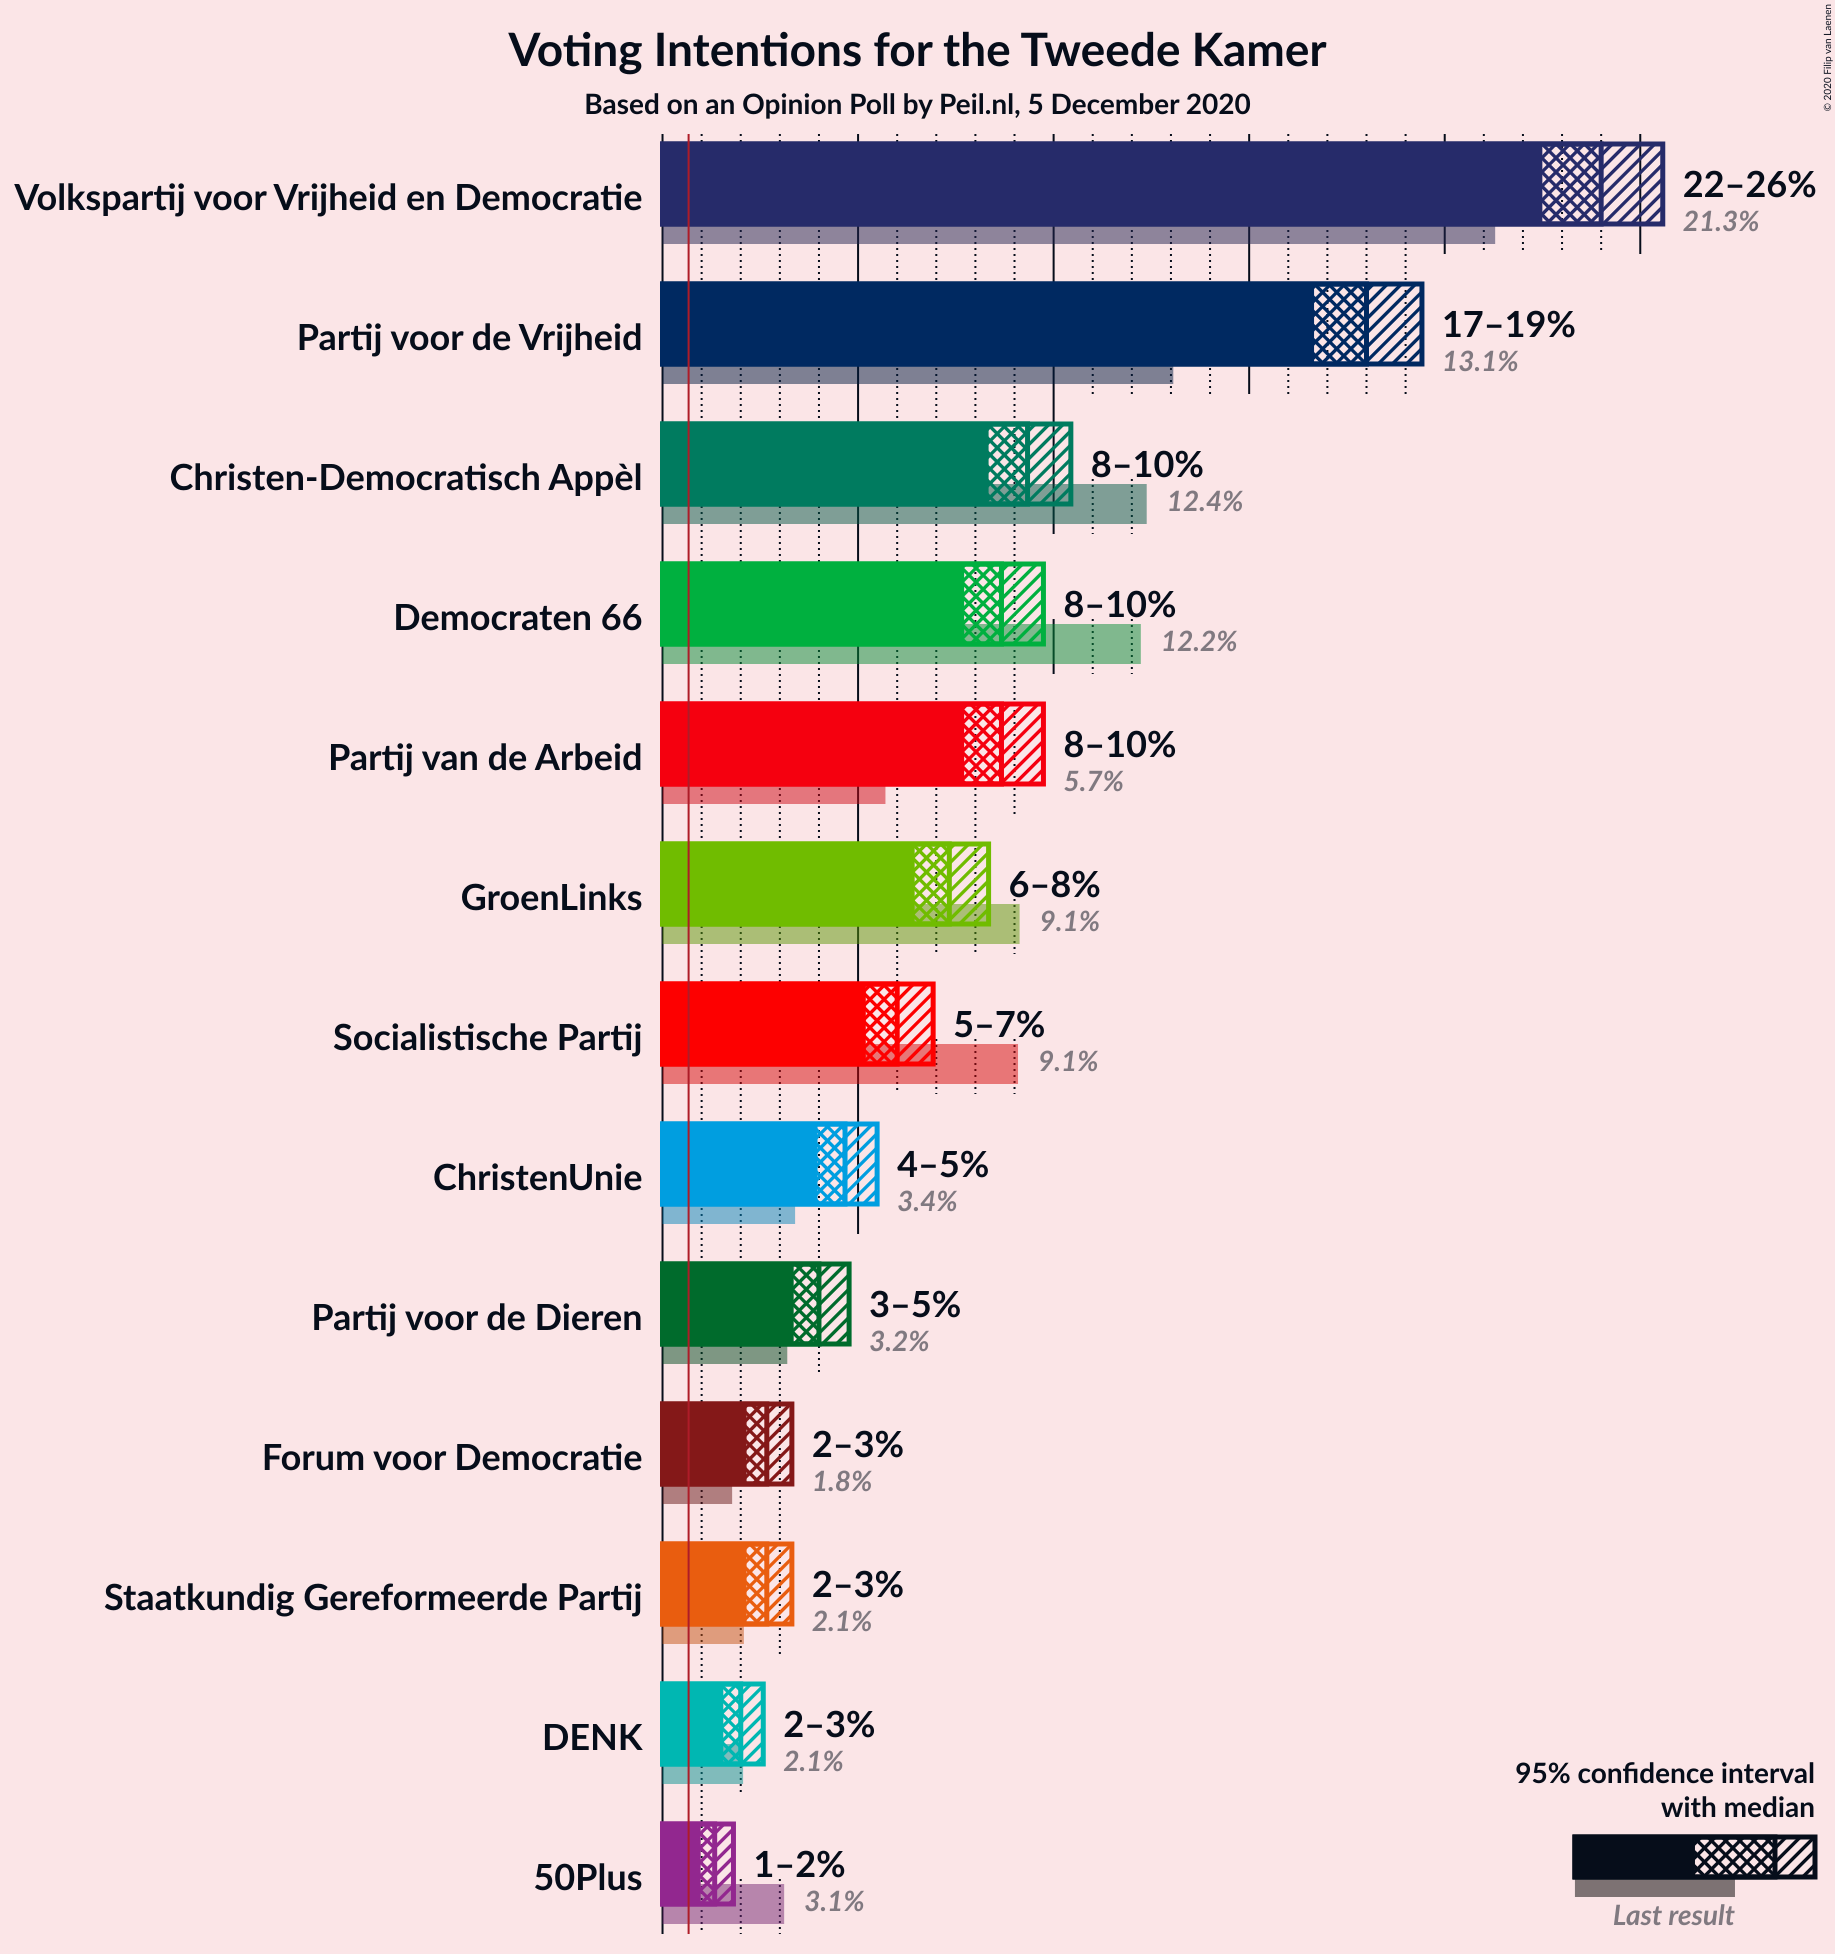 © 2020 Filip van Laenen
Voting Intentions for the Tweede Kamer
Based on an Opinion Poll by Peil.nl, 5 December 2020
Volkspartij voor Vrijheid en Democratie
22–26%
21.3%
Partij voor de Vrijheid
17–19%
13.1%
Christen-Democratisch Appèl
8–10%
12.4%
Democraten 66
8–10%
12.2%
Partij van de Arbeid
8–10%
5.7%
GroenLinks
6–8%
9.1%
Socialistische Partij
5–7%
9.1%
ChristenUnie
4–5%
3.4%
Partij voor de Dieren
3–5%
3.2%
Forum voor Democratie
2–3%
1.8%
Staatkundig Gereformeerde Partij
2–3%
2.1%
DENK
2–3%
2.1%
50Plus
1–2%
3.1%
95% confidence interval
with median
Last result